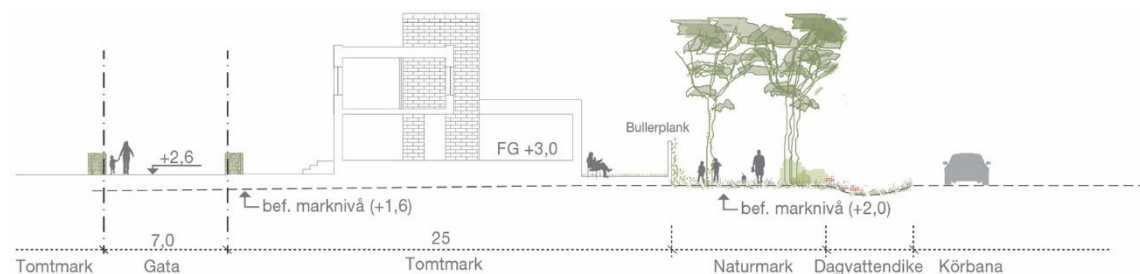 Bullerplank
+2,6
FG +3,0
bef. marknivå (+1,6)
bef. marknivå (+2,0)
7,0
25
Tomtmark Gata Tomtmark Naturmark Dagvattendike Körbana